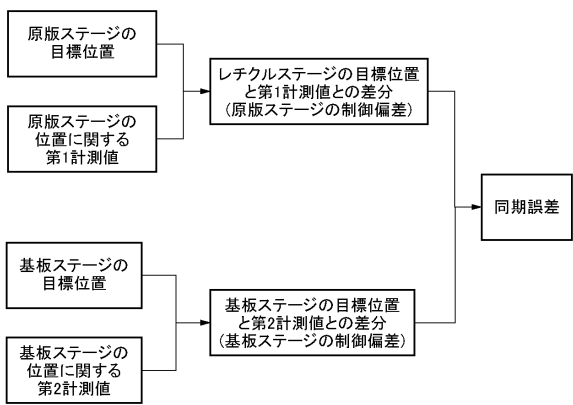 原版ステージの
目標位置
原版ステージの
位置に関する
第1計測値
レチクルステージの目標位置
と第1計測値との差分
(原版ステージの制御偏差)
基板ステージの
目標位置
基板ステージの
位置に関する
第2計測値
基板ステージの目標位置
と第2計測値との差分
(基板ステージの制御偏差)
同期誤差